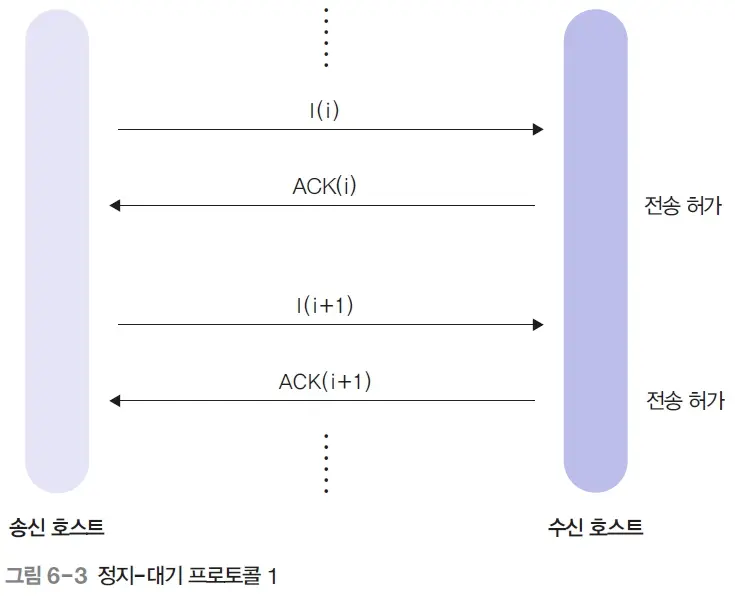 I(i)
ACK(i)
전송 허가
I(i+1)
ACK(i+1)
전송 허가
송신 호스트
수신 호스트
그림 6-3 정지-대기 프로토콜 1